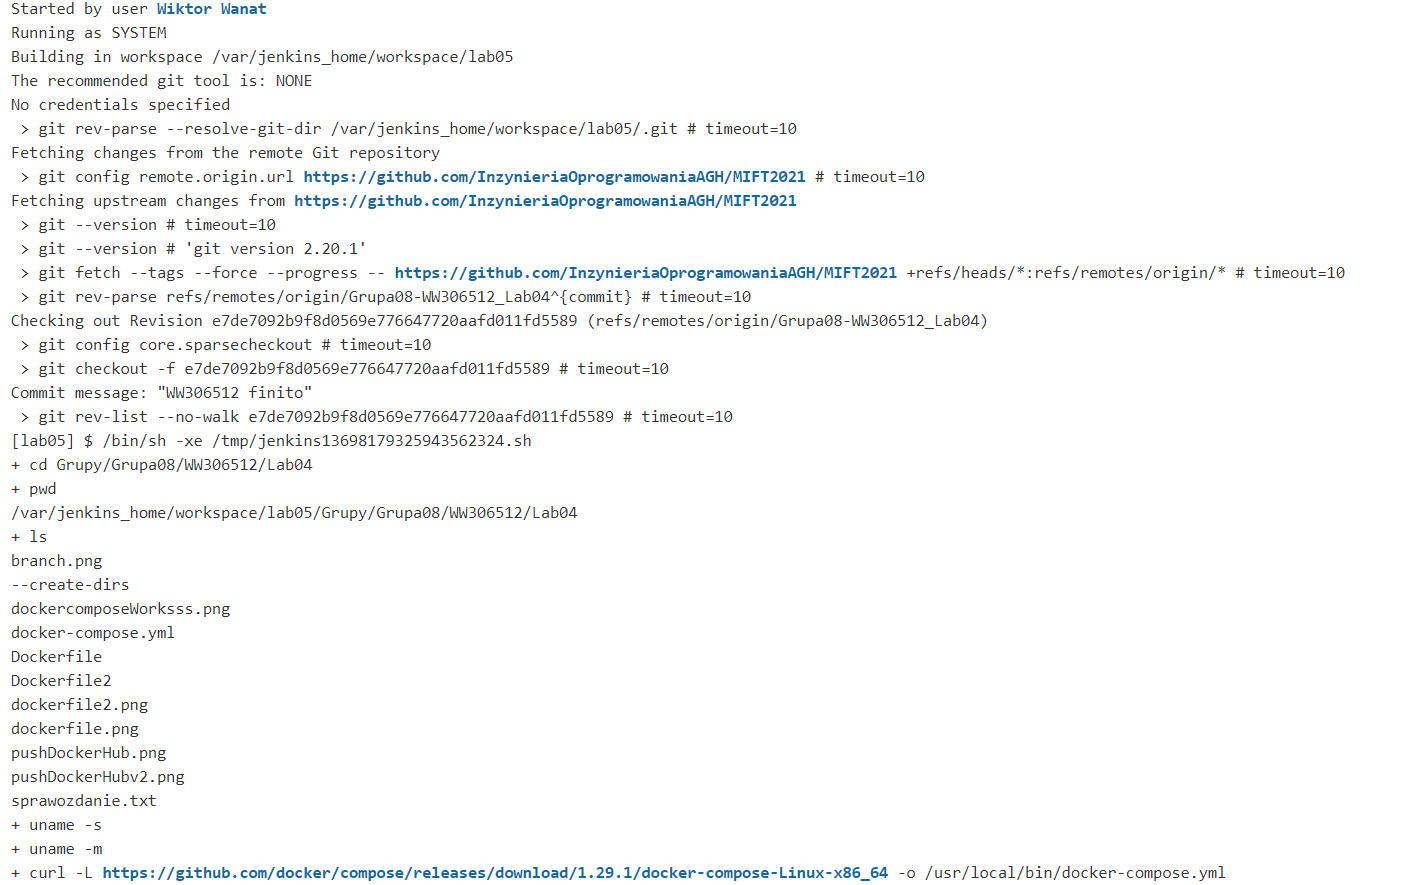 Started by user Wiktor Wanat
Running as SYSTEM
Building in workspace /var/jenkins_home/workspace/lab05
The recommended git tool is: NONE
No credentials specified
 > git rev-parse --resolve-git-dir /var/jenkins_home/workspace/lab05/.git # timeout=10
Fetching changes from the remote Git repository
 > git config remote.origin.url https://github.com/InzynieriaOprogramowaniaAGH/MIFT2021 # timeout=10
Fetching upstream changes from https://github.com/InzynieriaOprogramowaniaAGH/MIFT2021
 > git --version # timeout=10
 > git --version # 'git version 2.20.1'
 > git fetch --tags --force --progress -- https://github.com/InzynieriaOprogramowaniaAGH/MIFT2021 +refs/heads/*:refs/remotes/origin/* # timeout=10
 > git rev-parse refs/remotes/origin/Grupa08-WW306512_Lab04^{commit} # timeout=10
Checking out Revision e7de7092b9f8d0569e776647720aafd011fd5589 (refs/remotes/origin/Grupa08-WW306512_Lab04)
 > git config core.sparsecheckout # timeout=10
 > git checkout -f e7de7092b9f8d0569e776647720aafd011fd5589 # timeout=10
Commit message: "WW306512 finito"
 > git rev-list --no-walk e7de7092b9f8d0569e776647720aafd011fd5589 # timeout=10
[lab05] $ /bin/sh -xe /tmp/jenkins13698179325943562324.sh
+ cd Grupy/Grupa08/WW306512/Lab04
+ pwd
/var/jenkins_home/workspace/lab05/Grupy/Grupa08/WW306512/Lab04
+ ls
branch.png
--create-dirs
dockercomposeWorksss.png
docker-compose.yml
Dockerfile
Dockerfile2
dockerfile2.png
dockerfile.png
pushDockerHub.png
pushDockerHubv2.png
sprawozdanie.txt
+ uname -s
+ uname -m
+ curl -L https://github.com/docker/compose/releases/download/1.29.1/docker-compose-Linux-x86_64 -o /usr/local/bin/docker-compose.yml